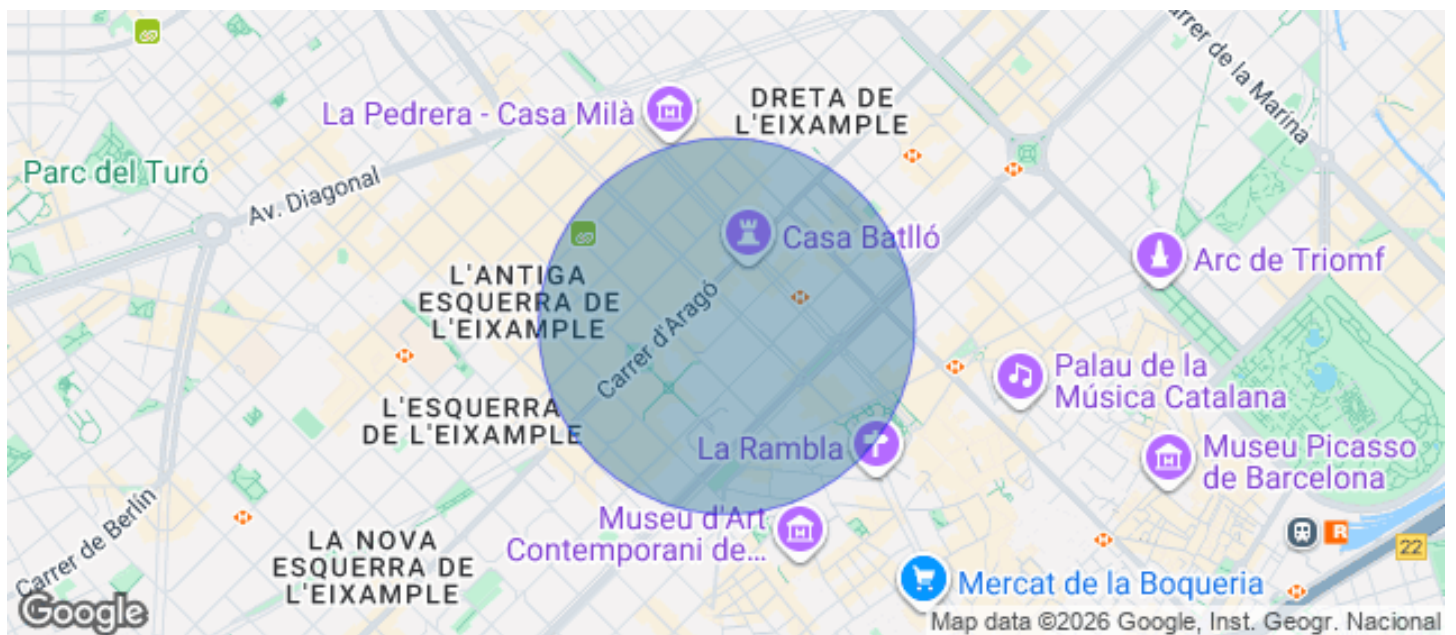 Carrer de la Marina
La Pedrera - Casa Milà
DRETA DE
L'EIXAMPLE
Parc del Turó
Av. Diagonal
Casa Batlló
Arc de Triomf
L'ANTIGA
ESQUERRA DE
L'EIXAMPLE
Carrer d'Aragó
Palau de la
Música Catalana
L'ESQUERRA
DE L'EIXAMPLE
La Rambla
Museu Picasso
de Barcelona
Carrer de Berlín
Museu d'Art
Contemporani de...
LA NOVA
ESQUERRA DE
L'EIXAMPLE
R
22
Mercat de la Boqueria
Google
Map data ©2026 Google, Inst. Geogr. Nacional